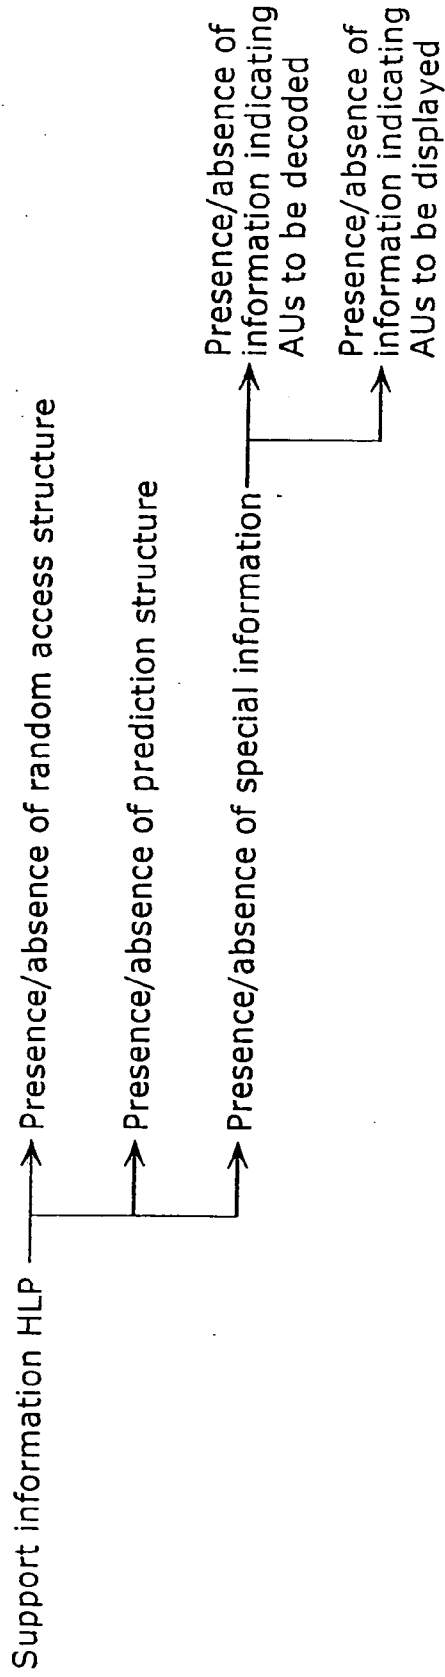 Support information HLP
Presence/absence of random access structure
Presence/absence of prediction structure
Presence/absence of special information
Presence/absence of
information indicating
AUs to be decoded
Presence/absence of
information indicating
AUs to be displayed